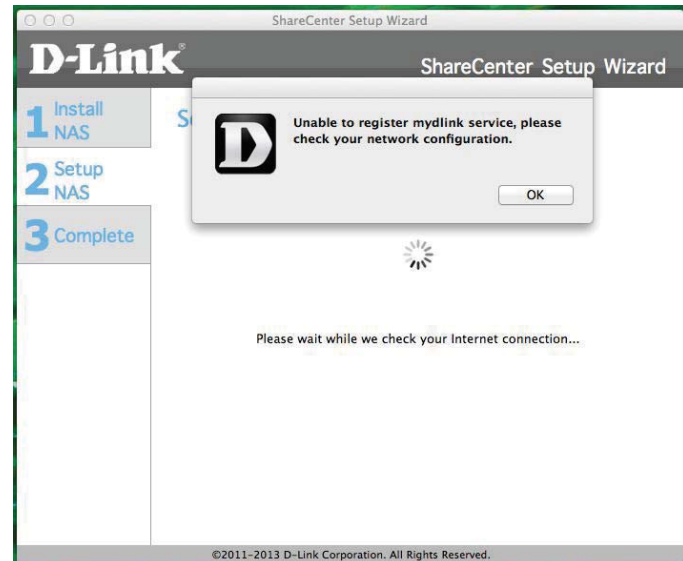 ShareCenter Setup Wizard
D-Link®
ShareCenter Setup Wizard
1 Install
NAS
2 Setup
NAS
3 Complete
S
Unable to register mydlink service, please
check your network configuration.
OK
Please wait while we check your Internet connection...
©2011-2013 D-Link Corporation. All Rights Reserved.